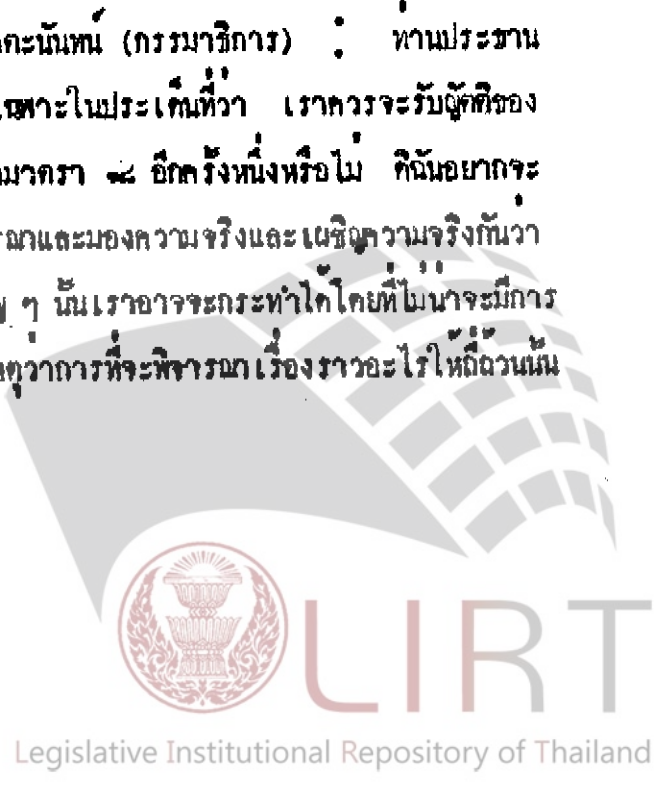 กะนันทน์ (กรรมาธิการ) : ท่านประธาน
เฉพาะในประเด็นที่ว่า เราควรจะรับญัตติของ
มาตรา ๑๘ อีกครั้งหนึ่งหรือไม่ ดิฉันอยากจะ
รณาและมองความจริงและเผชิญความจริงกันว่า
ๆ นั้นเราอาจจะกระทำได้โดยที่ไม่น่าจะมีการ
ว่าการที่จะพิจารณาเรื่องราวอะไรให้ถี่ถ้วนนั้น
LIRT
Legislative Institutional Repository of Thailand